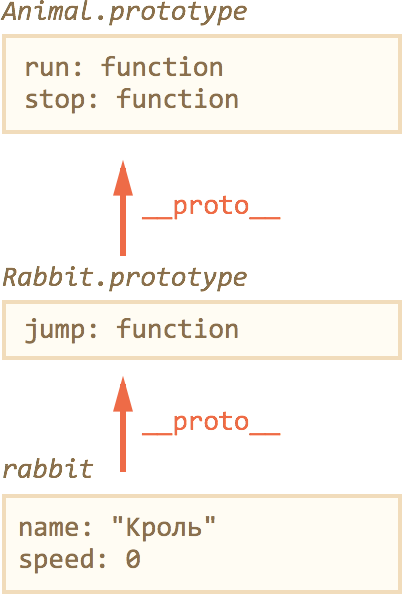 Animal.prototype
run: function
stop: function
__proto__
Rabbit.prototype
jump: function
__proto__
rabbit
name: "Кроль"
speed: 0